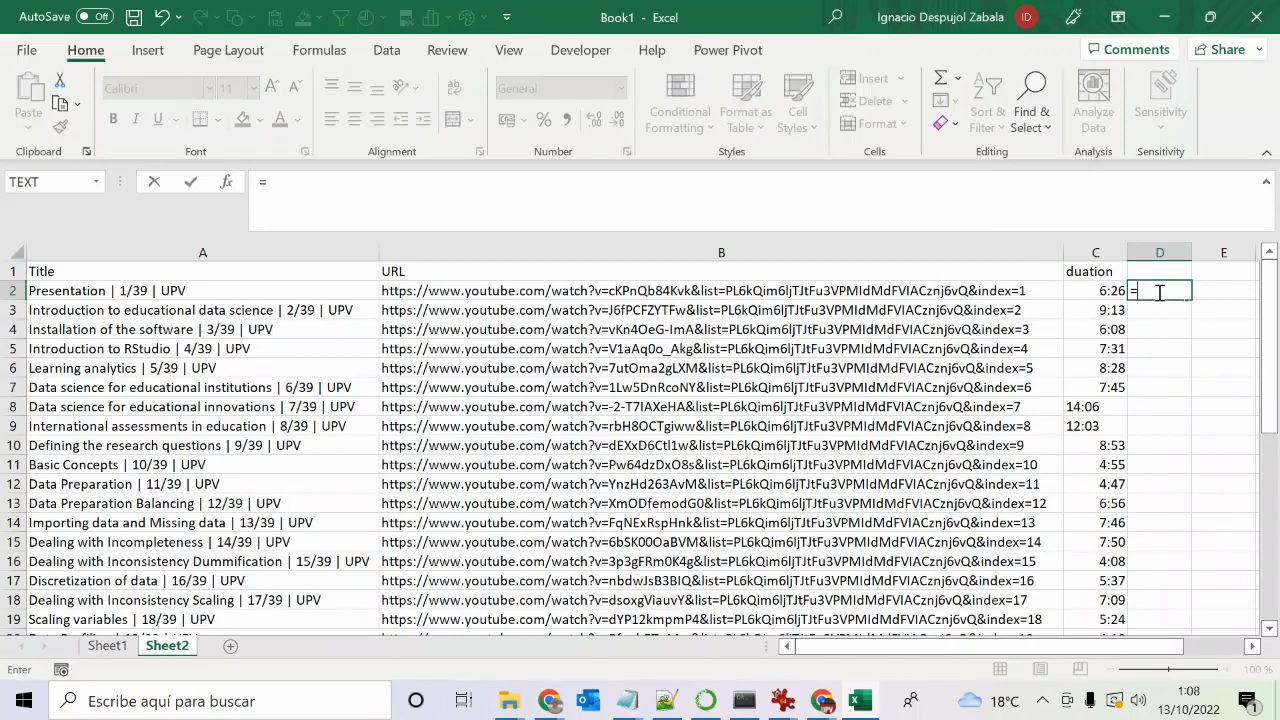 AutoSave Off Book1 - Excel Ignacio Despujol Zabala ID
File Home Insert Page Layout Formulas Data Review View Developer Help Power Pivot Comments Share
Paste Calibri 11 A A General Conditional Formatting Format as Table Cell Styles Insert Delete Format Sort & Filter Find & Select Analyze Data Sensitivity
Clipboard Font Alignment Number Styles Cells Editing Analysis Sensitivity
TEXT fx =
A B C D E
1 Title URL duation
2 Presentation | 1/39 | UPV https://www.youtube.com/watch?v=cKPnQb84Kvk&list=PL6kQim6ljTJtFu3VPMIdMdFVIACznj6vQ&index=1 6:26 =
3 Introduction to educational data science | 2/39 | UPV https://www.youtube.com/watch?v=J6fPCFZYTFw&list=PL6kQim6ljTJtFu3VPMIdMdFVIACznj6vQ&index=2 9:13
4 Installation of the software | 3/39 | UPV https://www.youtube.com/watch?v=vKn4OeG-ImA&list=PL6kQim6ljTJtFu3VPMIdMdFVIACznj6vQ&index=3 6:08
5 Introduction to RStudio | 4/39 | UPV https://www.youtube.com/watch?v=V1aAq0o_Akg&list=PL6kQim6ljTJtFu3VPMIdMdFVIACznj6vQ&index=4 7:31
6 Learning analytics | 5/39 | UPV https://www.youtube.com/watch?v=7utOma2gLXM&list=PL6kQim6ljTJtFu3VPMIdMdFVIACznj6vQ&index=5 8:28
7 Data science for educational institutions | 6/39 | UPV https://www.youtube.com/watch?v=1Lw5DnRcoNY&list=PL6kQim6ljTJtFu3VPMIdMdFVIACznj6vQ&index=6 7:45
8 Data science for educational innovations | 7/39 | UPV https://www.youtube.com/watch?v=-2-T7IAXeHA&list=PL6kQim6ljTJtFu3VPMIdMdFVIACznj6vQ&index=7 14:06
9 International assessments in education | 8/39 | UPV https://www.youtube.com/watch?v=rbH8OCTgiww&list=PL6kQim6ljTJtFu3VPMIdMdFVIACznj6vQ&index=8 12:03
10 Defining the research questions | 9/39 | UPV https://www.youtube.com/watch?v=dEXxD6Ctl1w&list=PL6kQim6ljTJtFu3VPMIdMdFVIACznj6vQ&index=9 8:53
11 Basic Concepts | 10/39 | UPV https://www.youtube.com/watch?v=Pw64dzDxO8s&list=PL6kQim6ljTJtFu3VPMIdMdFVIACznj6vQ&index=10 4:55
12 Data Preparation | 11/39 | UPV https://www.youtube.com/watch?v=YnzHd263AvM&list=PL6kQim6ljTJtFu3VPMIdMdFVIACznj6vQ&index=11 4:47
13 Data Preparation Balancing | 12/39 | UPV https://www.youtube.com/watch?v=XmODfemodG0&list=PL6kQim6ljTJtFu3VPMIdMdFVIACznj6vQ&index=12 6:56
14 Importing data and Missing data | 13/39 | UPV https://www.youtube.com/watch?v=FqNExRspHnk&list=PL6kQim6ljTJtFu3VPMIdMdFVIACznj6vQ&index=13 7:46
15 Dealing with Incompleteness | 14/39 | UPV https://www.youtube.com/watch?v=6bSK00OaBVM&list=PL6kQim6ljTJtFu3VPMIdMdFVIACznj6vQ&index=14 7:50
16 Dealing with Inconsistency Dummification | 15/39 | UPV https://www.youtube.com/watch?v=3p3gFRm0K4g&list=PL6kQim6ljTJtFu3VPMIdMdFVIACznj6vQ&index=15 4:08
17 Discretization of data | 16/39 | UPV https://www.youtube.com/watch?v=nbdwJsB3BIQ&list=PL6kQim6ljTJtFu3VPMIdMdFVIACznj6vQ&index=16 5:37
18 Dealing with Inconsistency Scaling | 17/39 | UPV https://www.youtube.com/watch?v=dsoxgViauvY&list=PL6kQim6ljTJtFu3VPMIdMdFVIACznj6vQ&index=17 7:09
19 Scaling variables | 18/39 | UPV https://www.youtube.com/watch?v=dYP12kmpmP4&list=PL6kQim6ljTJtFu3VPMIdMdFVIACznj6vQ&index=18 5:24
Sheet1 Sheet2
Enter 100 %
Escribe aquí para buscar 18°C 1:08
13/10/2022 1